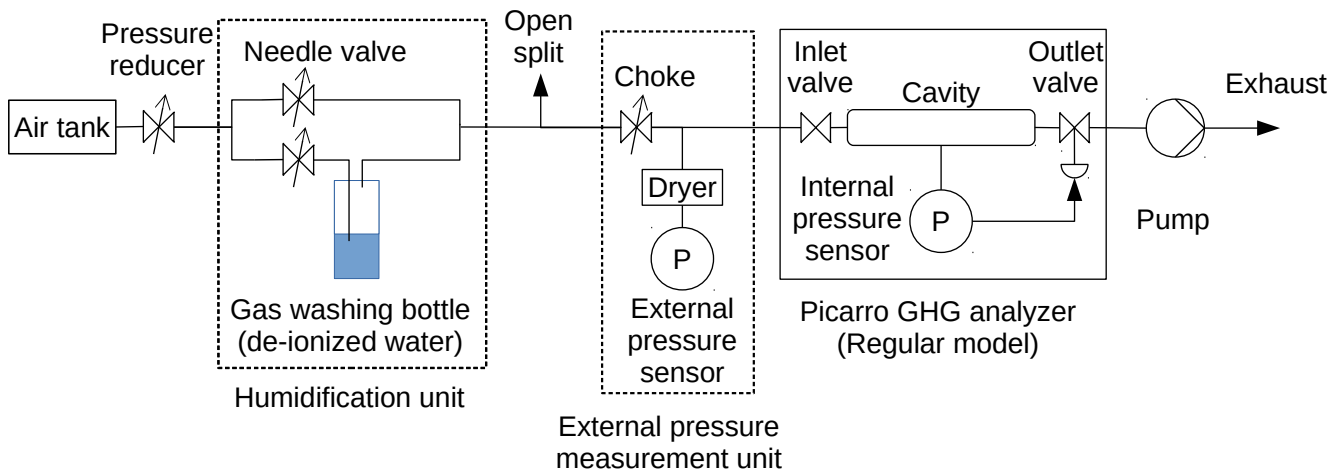 Pressure
reducer
Air tank
Needle valve
Gas washing bottle
(de-ionized water)
Humidification unit
Open
split
Choke
Dryer
P
External
pressure
sensor
External pressure
measurement unit
Inlet
valve
Outlet
valve
Cavity
Internal
pressure
sensor
P
Picarro GHG analyzer
(Regular model)
Pump
Exhaust